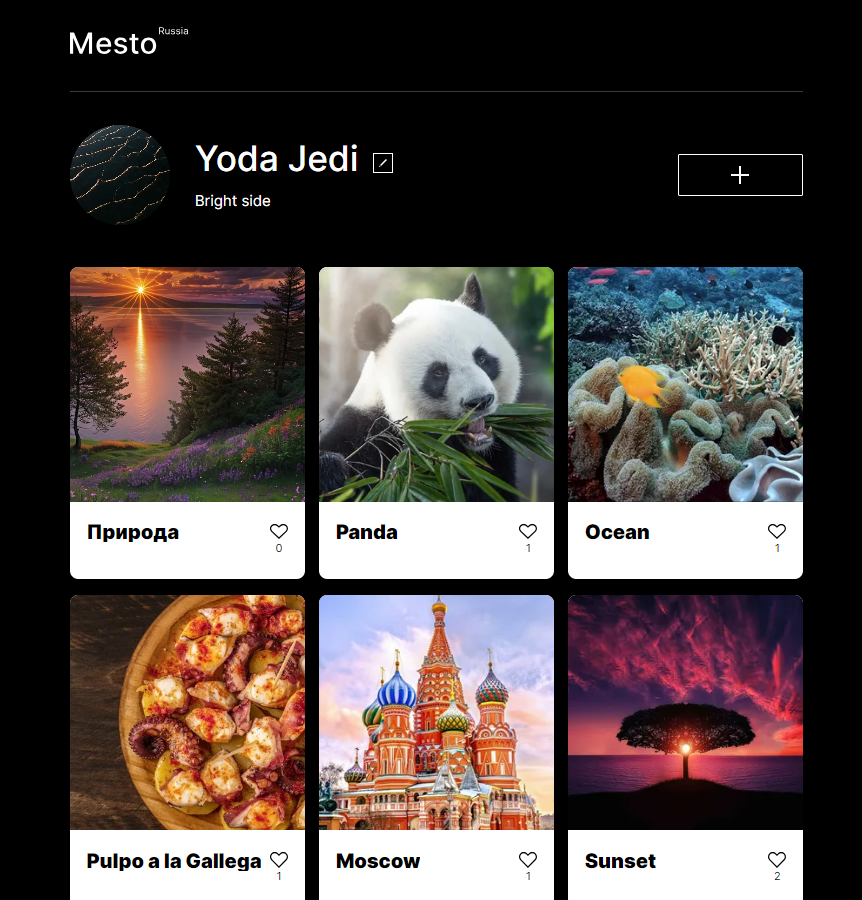 Mesto Russia
Yoda Jedi
Bright side
Природа
0
Panda
1
Ocean
1
Pulpo a la Gallega
1
Moscow
1
Sunset
2